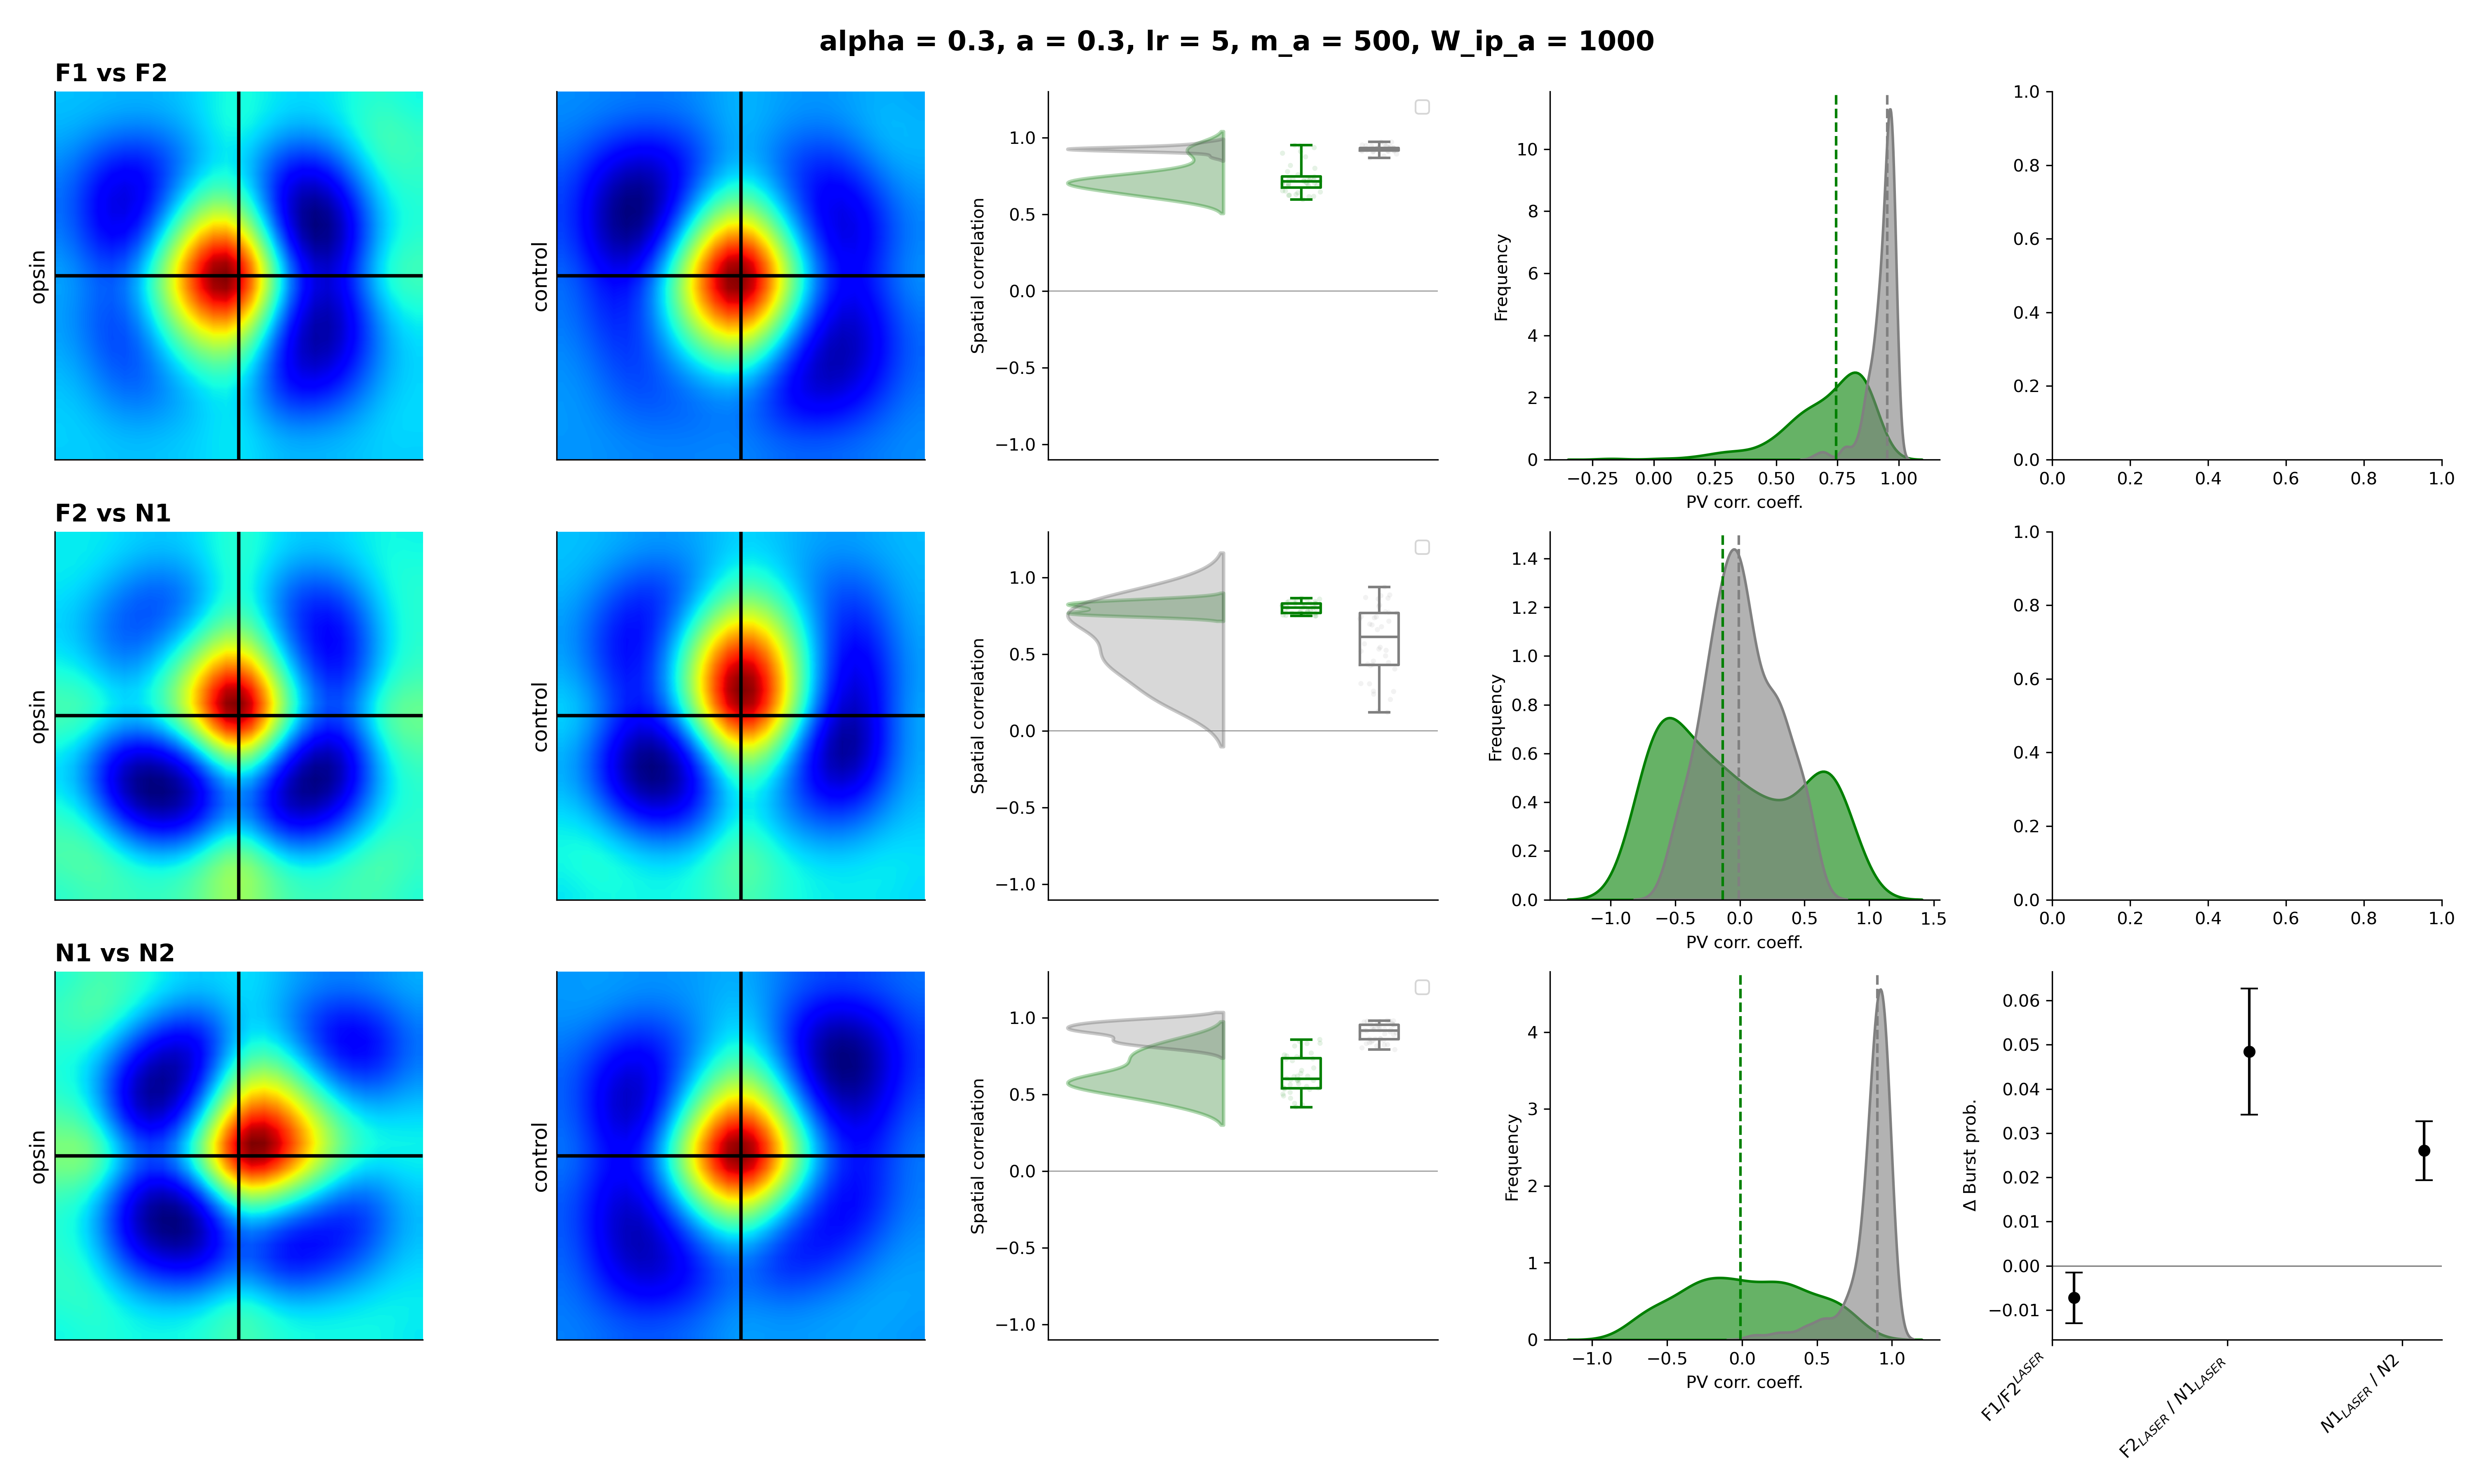 alpha = 0.3, a = 0.3, lr = 5, m_a = 500, W_ip_a = 1000
F1 vs F2
opsin
control
Spatial correlation
1.0
0.5
0.0
−0.5
−1.0
Frequency
10
8
6
4
2
0
−0.25 0.00 0.25 0.50 0.75 1.00
PV corr. coeff.
1.0
0.8
0.6
0.4
0.2
0.0
0.0 0.2 0.4 0.6 0.8 1.0
F2 vs N1
opsin
control
Spatial correlation
1.0
0.5
0.0
−0.5
−1.0
Frequency
1.4
1.2
1.0
0.8
0.6
0.4
0.2
0.0
−1.0 −0.5 0.0 0.5 1.0 1.5
PV corr. coeff.
1.0
0.8
0.6
0.4
0.2
0.0
0.0 0.2 0.4 0.6 0.8 1.0
N1 vs N2
opsin
control
Spatial correlation
1.0
0.5
0.0
−0.5
−1.0
Frequency
4
3
2
1
0
−1.0 −0.5 0.0 0.5 1.0
PV corr. coeff.
Δ Burst prob.
0.06
0.05
0.04
0.03
0.02
0.01
0.00
−0.01
F1/F2LASER
F2LASER / N1LASER
N1LASER / N2